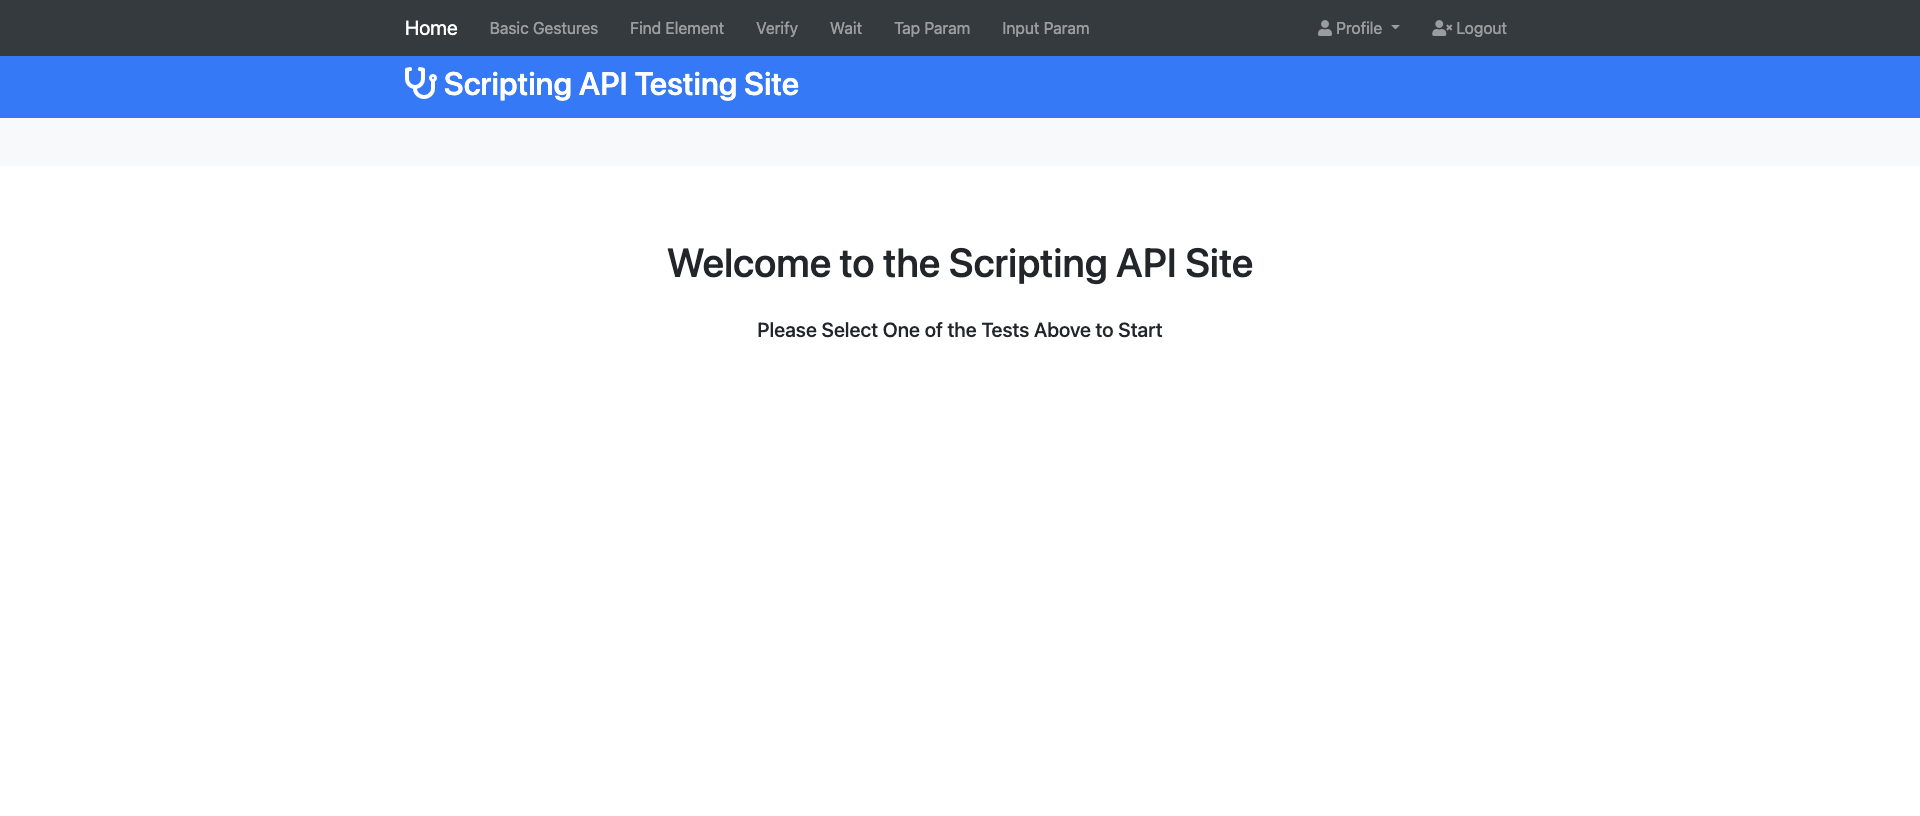 Home Basic Gestures Find Element Verify Wait Tap Param Input Param Profile Logout
Scripting API Testing Site
Welcome to the Scripting API Site
Please Select One of the Tests Above to Start